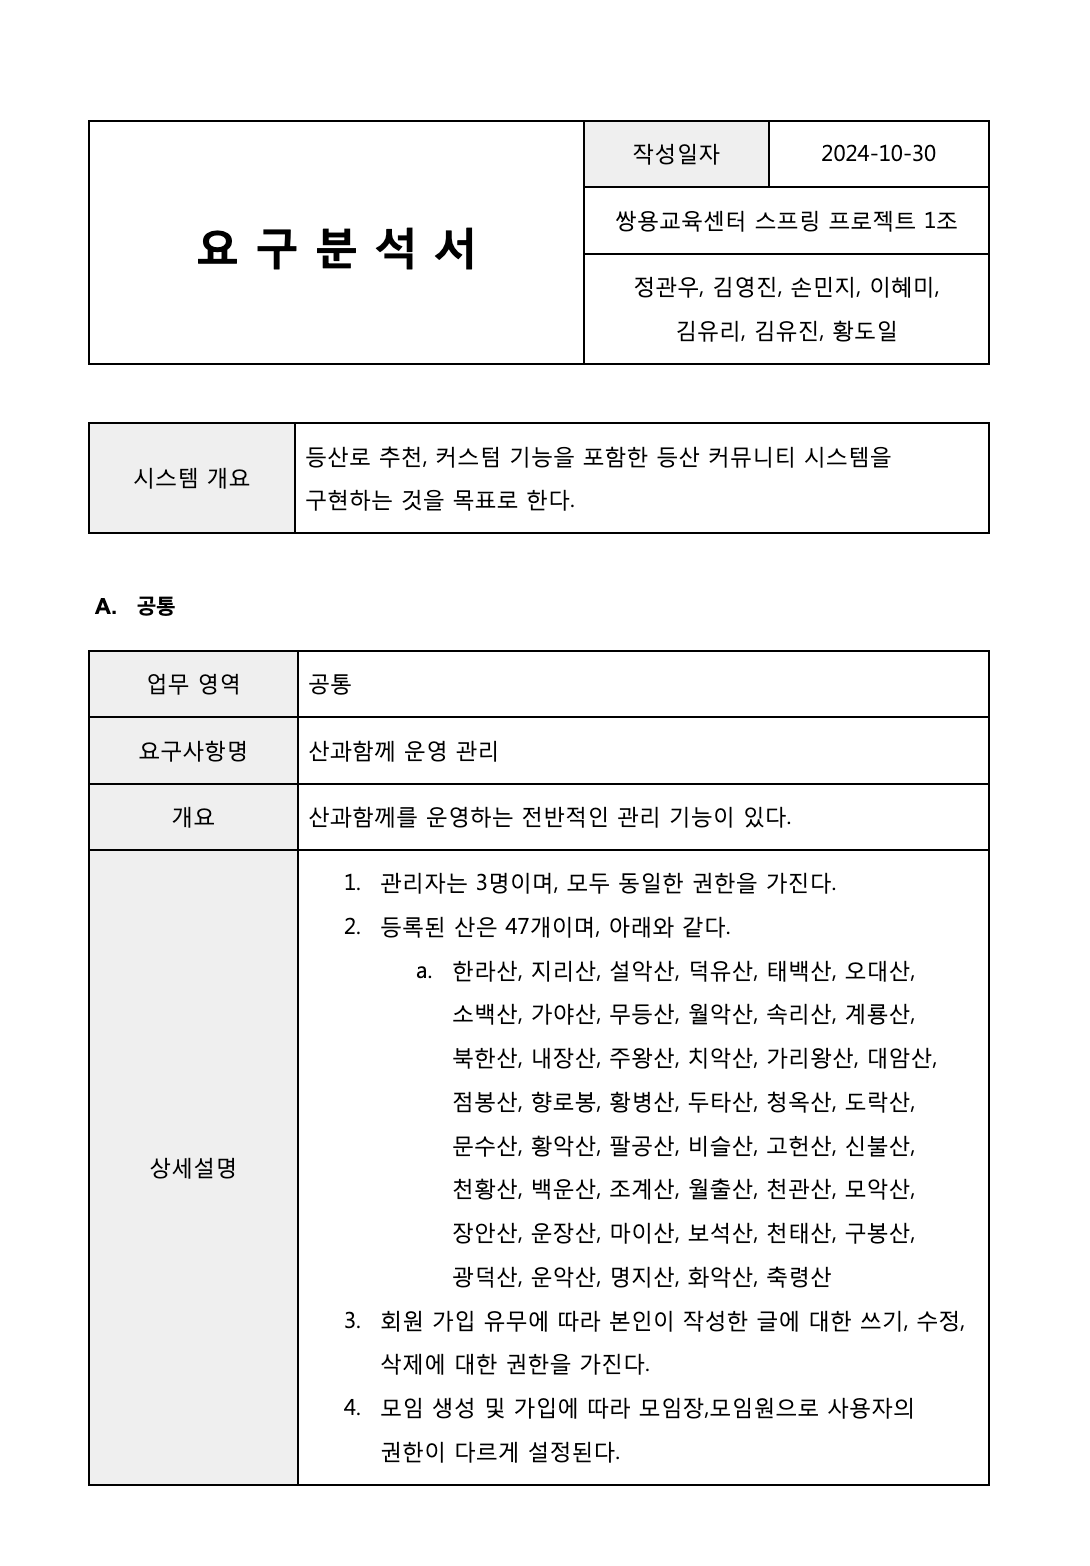 요 구 분 석 서
작성일자
2024-10-30
쌍용교육센터 스프링 프로젝트 1조
정관우, 김영진, 손민지, 이혜미,
김유리, 김유진, 황도일
시스템 개요
등산로 추천, 커스텀 기능을 포함한 등산 커뮤니티 시스템을
구현하는 것을 목표로 한다.
A. 공통
업무 영역
공통
요구사항명
산과함께 운영 관리
개요
산과함께를 운영하는 전반적인 관리 기능이 있다.
상세설명
1. 관리자는 3명이며, 모두 동일한 권한을 가진다.
2. 등록된 산은 47개이며, 아래와 같다.
a. 한라산, 지리산, 설악산, 덕유산, 태백산, 오대산,
소백산, 가야산, 무등산, 월악산, 속리산, 계룡산,
북한산, 내장산, 주왕산, 치악산, 가리왕산, 대암산,
점봉산, 향로봉, 황병산, 두타산, 청옥산, 도락산,
문수산, 황악산, 팔공산, 비슬산, 고헌산, 신불산,
천황산, 백운산, 조계산, 월출산, 천관산, 모악산,
장안산, 운장산, 마이산, 보석산, 천태산, 구봉산,
광덕산, 운악산, 명지산, 화악산, 축령산
3. 회원 가입 유무에 따라 본인이 작성한 글에 대한 쓰기, 수정,
삭제에 대한 권한을 가진다.
4. 모임 생성 및 가입에 따라 모임장,모임원으로 사용자의
권한이 다르게 설정된다.